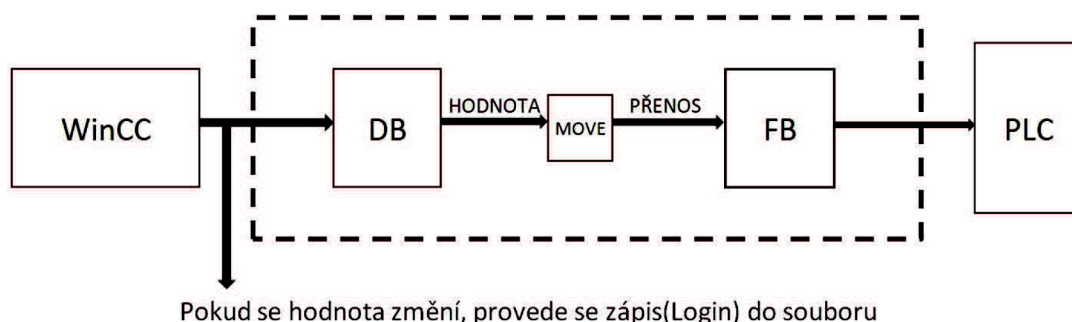 HODNOTA
PŘENOS
WinCC
DB
MOVE
FB
PLC
Pokud se hodnota změní, provede se zápis(Login) do souboru